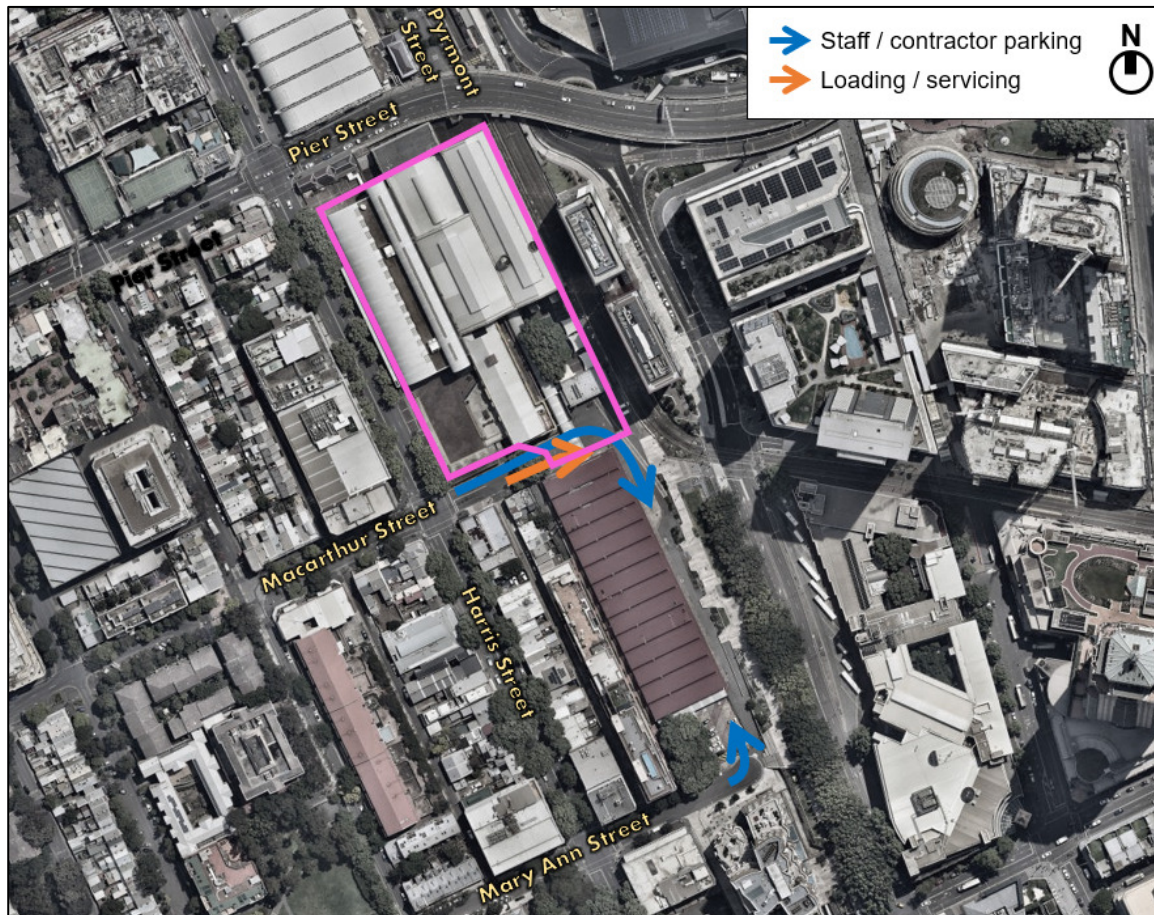 Staff / contractor parking
Loading / servicing
N
Pyrmont
Street
Pier Street
Pier Street
Macarthur Street
Harris Street
Mary Ann Street